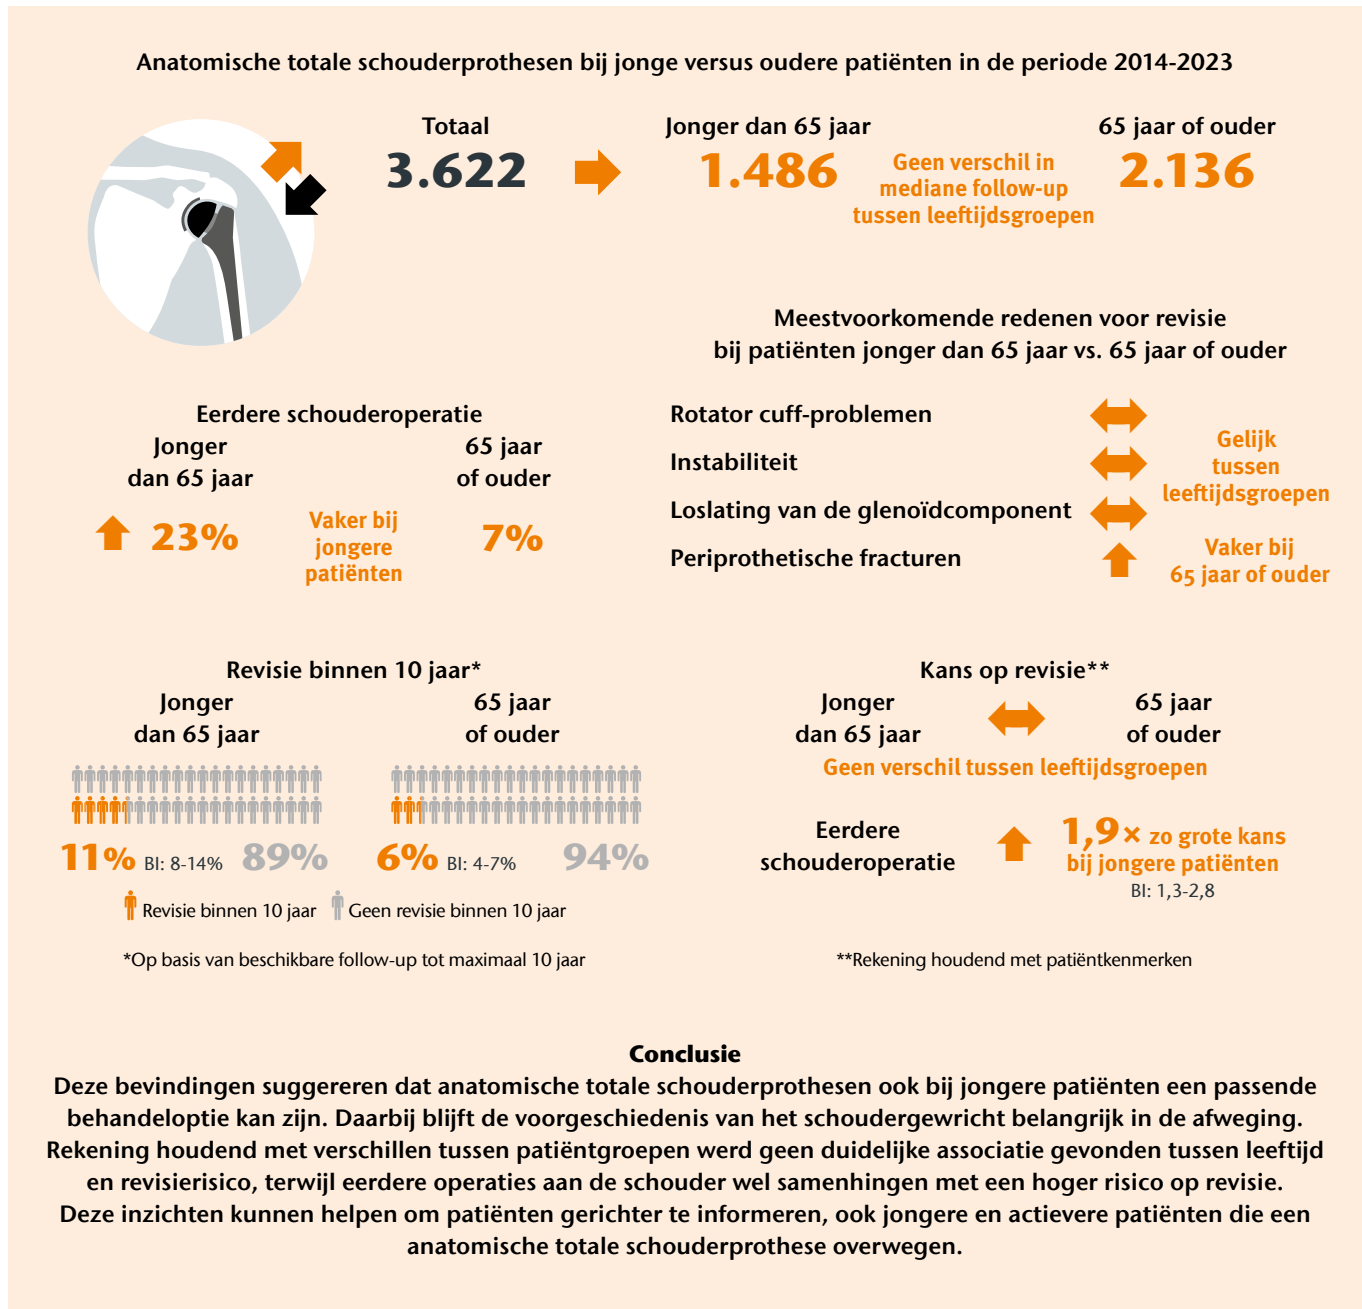 Anatomische totale schouderprothesen bij jonge versus oudere patiënten in de periode 2014-2023
Totaal
3.622
Jonger dan 65 jaar
1.486
Geen verschil in
mediane follow-up
tussen leeftijdsgroepen
65 jaar of ouder
2.136
Meestvoorkomende redenen voor revisie
bij patiënten jonger dan 65 jaar vs. 65 jaar of ouder
Eerdere schouderoperatie
Jonger
dan 65 jaar
23%
Vaker bij
jongere
patiënten
65 jaar
of ouder
7%
Rotator cuff-problemen
Instabiliteit
Loslating van de glenoïdcomponent
Gelijk
tussen
leeftijdsgroepen
Periprothetische fracturen
Vaker bij
65 jaar of ouder
Revisie binnen 10 jaar*
Jonger
dan 65 jaar
11% BI: 8-14% 89%
65 jaar
of ouder
6% BI: 4-7% 94%
Revisie binnen 10 jaar Geen revisie binnen 10 jaar
*Op basis van beschikbare follow-up tot maximaal 10 jaar
Kans op revisie**
Jonger
dan 65 jaar
65 jaar
of ouder
Geen verschil tussen leeftijdsgroepen
Eerdere
schouderoperatie
1,9× zo grote kans
bij jongere patiënten
BI: 1,3-2,8
**Rekening houdend met patiëntkenmerken
Conclusie
Deze bevindingen suggereren dat anatomische totale schouderprothesen ook bij jongere patiënten een passende
behandeloptie kan zijn. Daarbij blijft de voorgeschiedenis van het schoudergewricht belangrijk in de afweging.
Rekening houdend met verschillen tussen patiëntgroepen werd geen duidelijke associatie gevonden tussen leeftijd
en revisierisico, terwijl eerdere operaties aan de schouder wel samenhingen met een hoger risico op revisie.
Deze inzichten kunnen helpen om patiënten gerichter te informeren, ook jongere en actievere patiënten die een
anatomische totale schouderprothese overwegen.